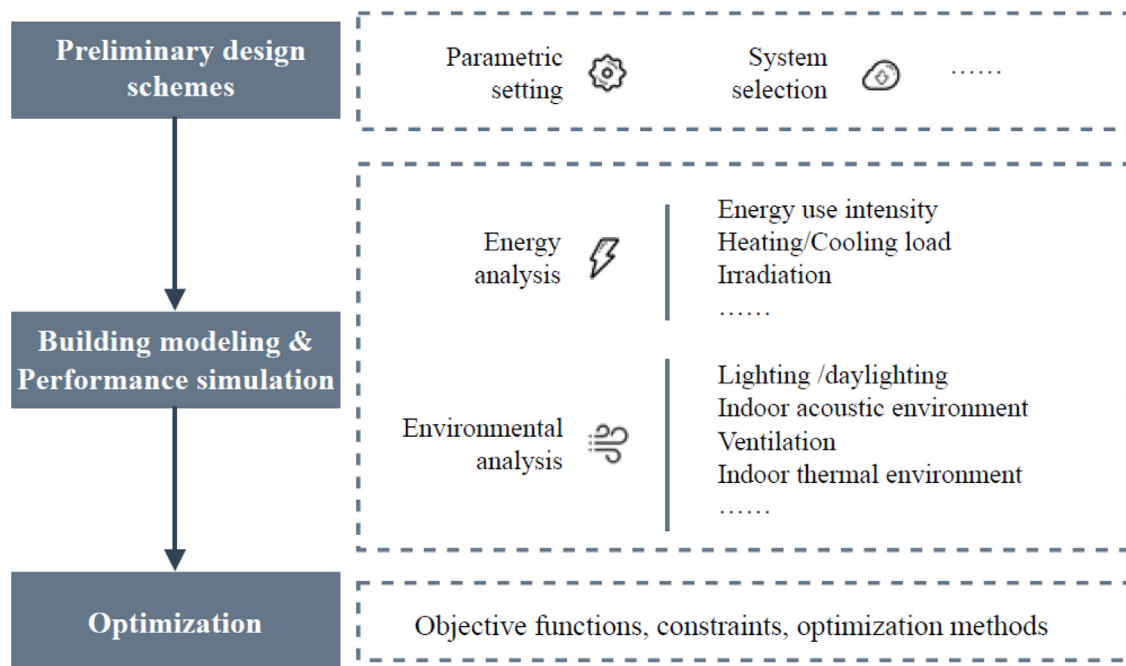 Preliminary design
schemes
Parametric
setting
System
selection
......
Building modeling &
Performance simulation
Energy
analysis
Energy use intensity
Heating/Cooling load
Irradiation
......
Environmental
analysis
Lighting /daylighting
Indoor acoustic environment
Ventilation
Indoor thermal environment
......
Optimization
Objective functions, constraints, optimization methods